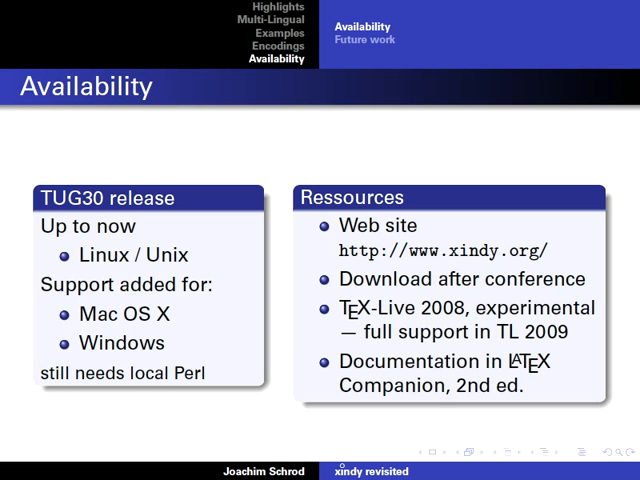 Highlights
Multi-Lingual
Examples
Encodings
Availability
Availability
Future work
Availability
TUG30 release
Up to now
Linux / Unix
Support added for:
Mac OS X
Windows
still needs local Perl
Ressources
Web site
http://www.xindy.org/
Download after conference
TEX-Live 2008, experimental
— full support in TL 2009
Documentation in LATEX
Companion, 2nd ed.
Joachim Schrod
xindy revisited